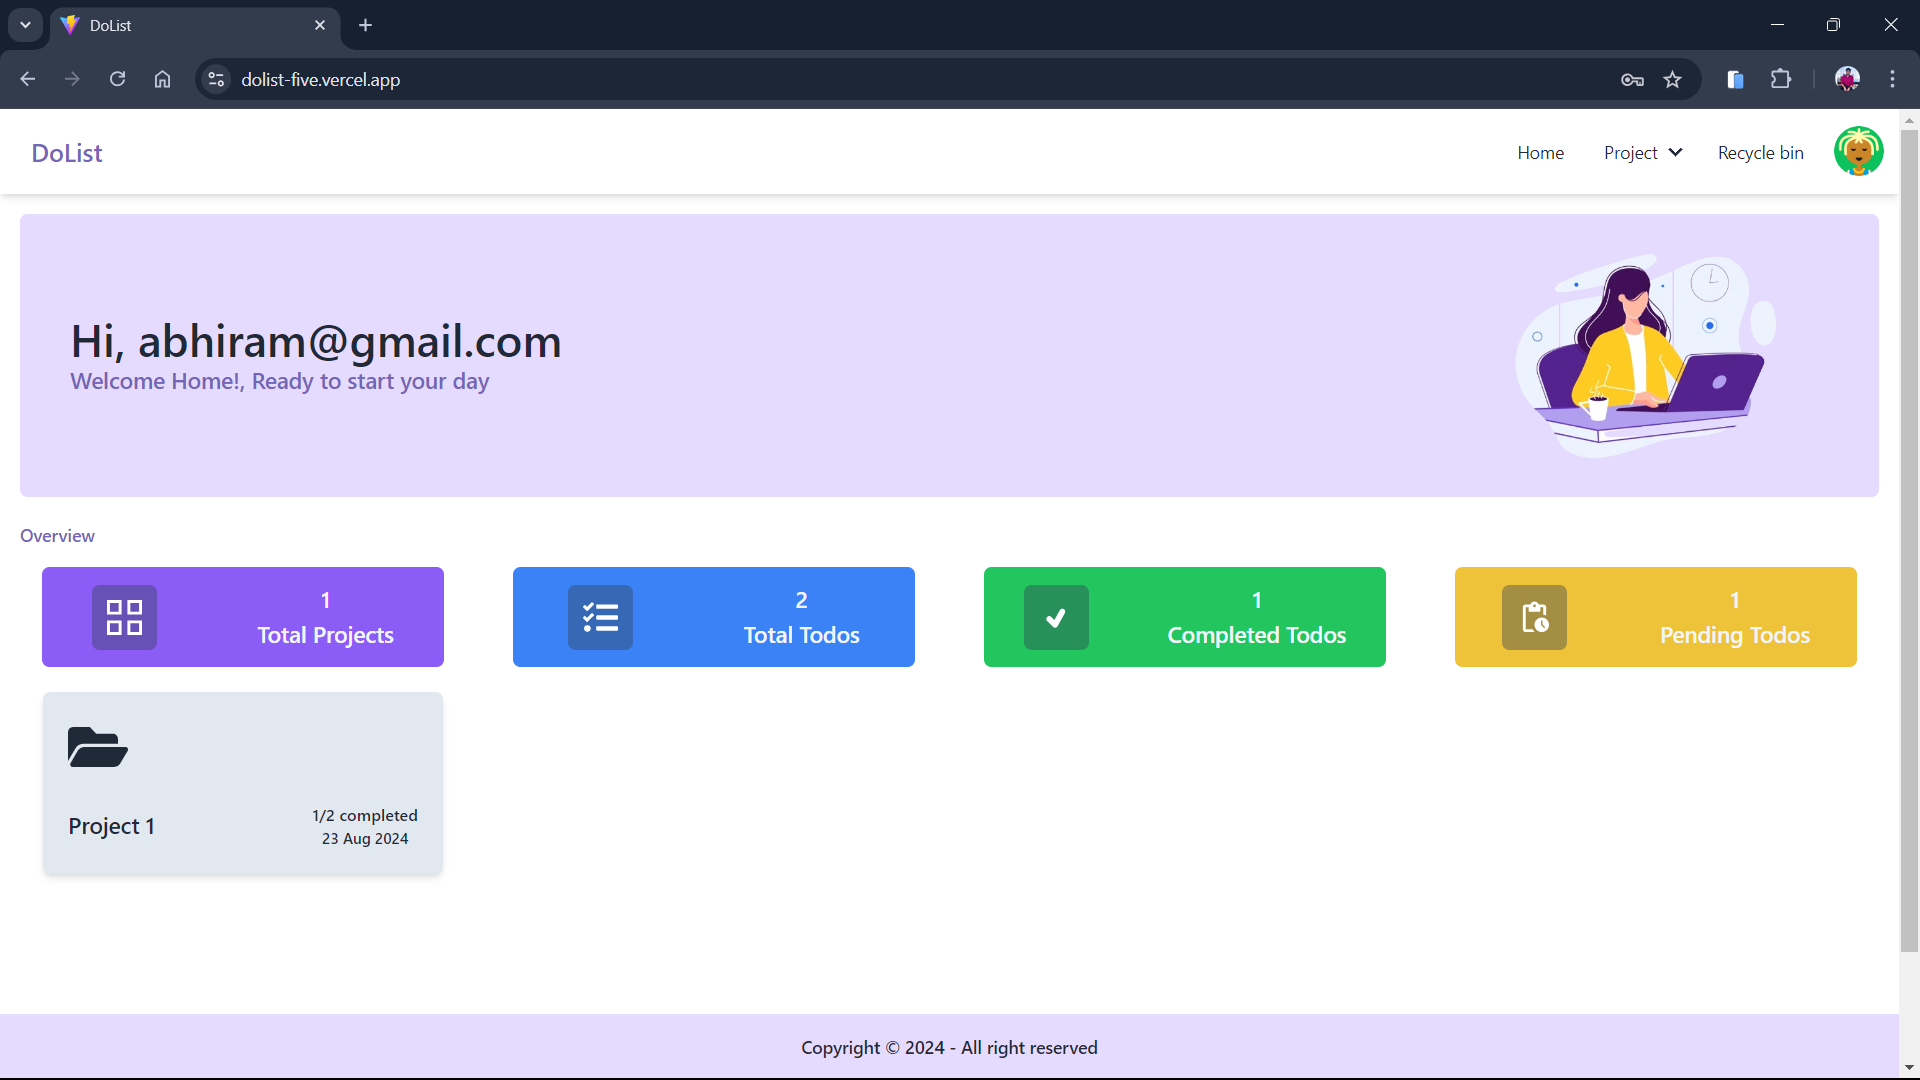 DoList
dolist-five.vercel.app
DoList
Home
Project
Recycle bin
Hi, abhiram@gmail.com
Welcome Home!, Ready to start your day
Overview
1
Total Projects
2
Total Todos
1
Completed Todos
1
Pending Todos
Project 1
1/2 completed
23 Aug 2024
Copyright © 2024 - All right reserved